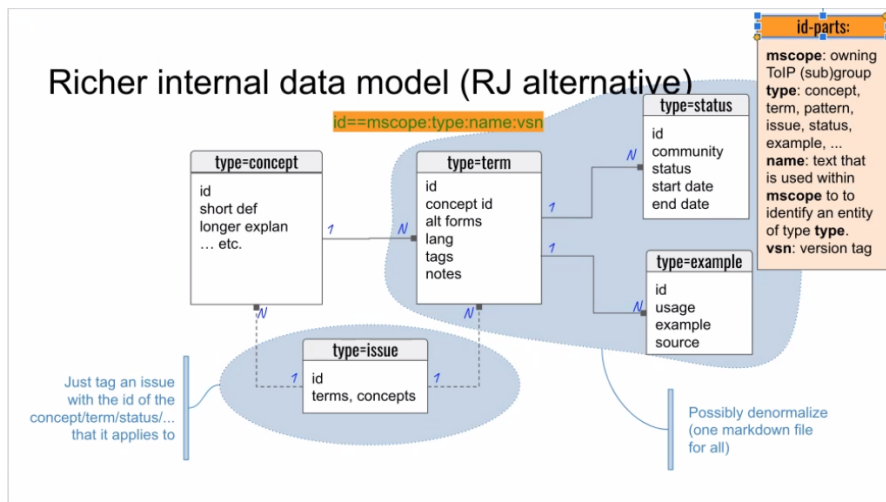 Richer internal data model (RJ alternative)
id==mscope:type:name:vsn
type=concept
id
short def
longer explan
... etc.
1
N
N
type=term
id
concept id
alt forms
lang
tags
notes
1
1
N
type=status
id
community
status
start date
end date
N
type=example
id
usage
example
source
N
type=issue
id
terms, concepts
1
1
id-parts:
mscope: owning
ToIP (sub)group
type: concept,
term, pattern,
issue, status,
example, ...
name: text that
is used within
mscope to to
identify an entity
of type type.
vsn: version tag
Just tag an issue
with the id of the
concept/term/status/...
that it applies to
Possibly denormalize
(one markdown file
for all)